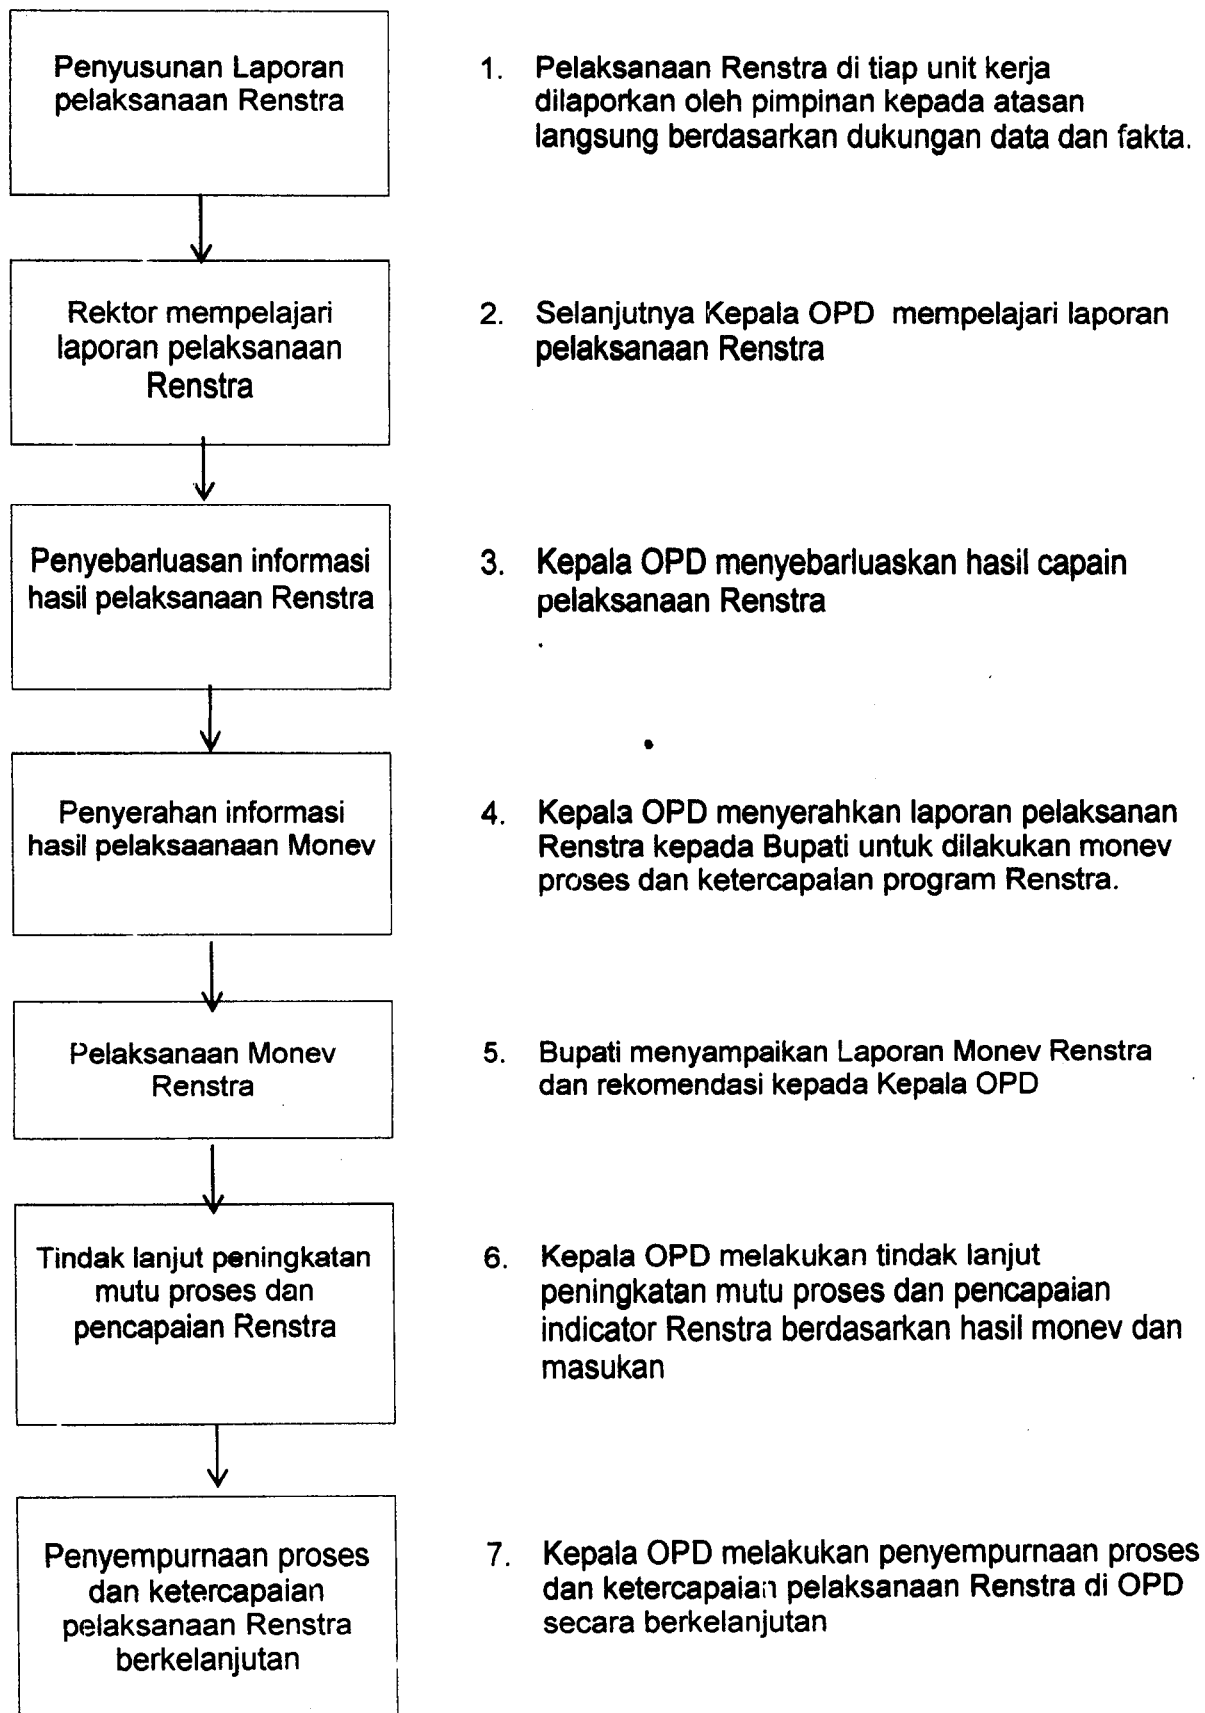 Penyusunan Laporan
pelaksanaan Renstra
1. Pelaksanaan Renstra di tiap unit kerja
dilaporkan oleh pimpinan kepada atasan
langsung berdasarkan dukungan data dan fakta.
Rektor mempelajari
laporan pelaksanaan
Renstra
2. Selanjutnya Kepala OPD mempelajari laporan
pelaksanaan Renstra
Penyebarluasan informasi
hasil pelaksanaan Renstra
3. Kepala OPD menyebarluaskan hasil capain
pelaksanaan Renstra
Penyerahan informasi
hasil pelaksaanaan Monev
4. Kepala OPD menyerahkan laporan pelaksanan
Renstra kepada Bupati untuk dilakukan monev
proses dan ketercapaian program Renstra.
Pelaksanaan Monev
Renstra
5. Bupati menyampaikan Laporan Monev Renstra
dan rekomendasi kepada Kepala OPD
Tindak lanjut peningkatan
mutu proses dan
pencapaian Renstra
6. Kepala OPD melakukan tindak lanjut
peningkatan mutu proses dan pencapaian
indicator Renstra berdasarkan hasil monev dan
masukan
Penyempurnaan proses
dan ketercapaian
pelaksanaan Renstra
berkelanjutan
7. Kepala OPD melakukan penyempurnaan proses
dan ketercapaian pelaksanaan Renstra di OPD
secara berkelanjutan